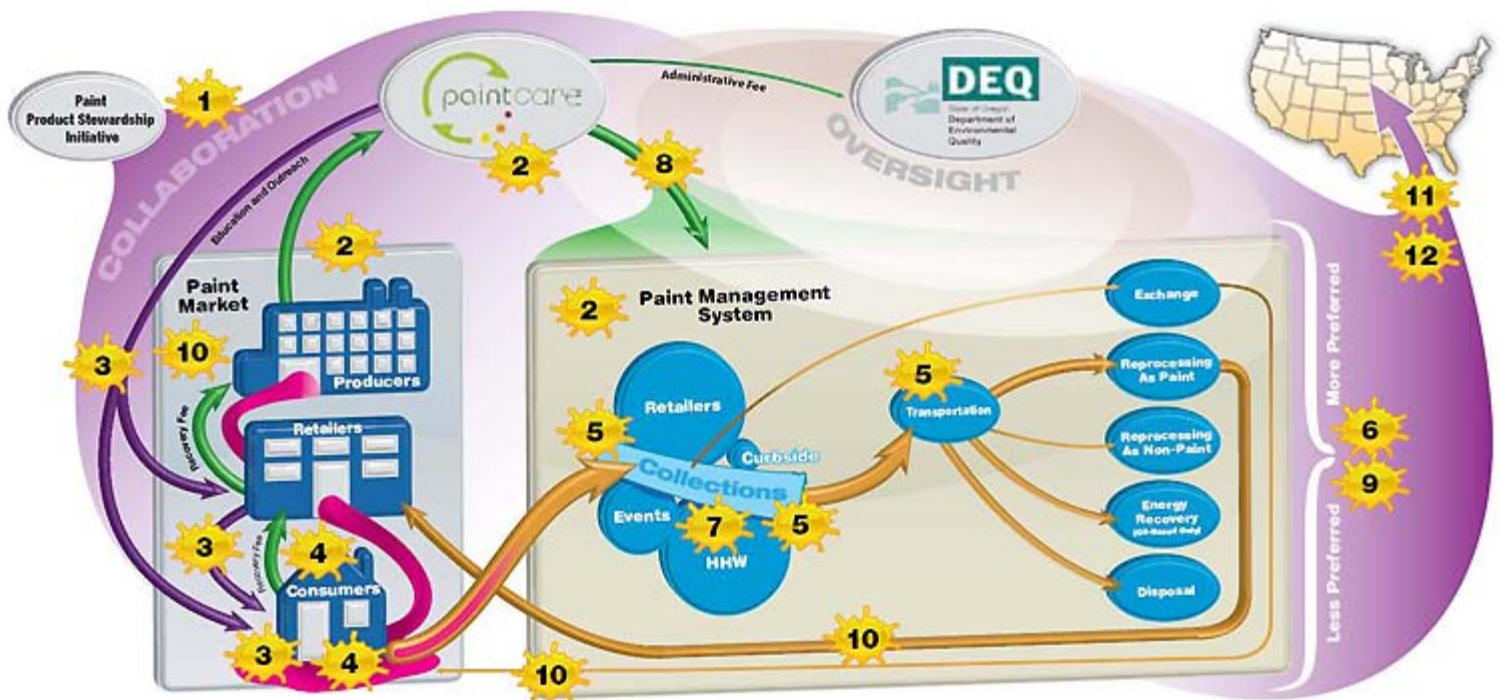 Paint
Product Stewardship
Initiative
1
COLLABORATION
paintcare
2
Administrative Fee
DEQ
State of Oregon
Department of
Environmental
Quality
OVERSIGHT
8
11
12
Education and Outreach
2
Paint
Market
10
Producers
3
Recovery Fee
Retailers
3
4
Recovery Fee
Consumers
3
4
2
Paint Management
System
Retailers
5
Curbside
Collections
Events
7
5
HHW
5
Transportation
Exchange
Reprocessing
As Paint
Reprocessing
As Non-Paint
Energy
Recovery
(Oil-Based Only)
Disposal
10
10
More Preferred
6
9
Less Preferred